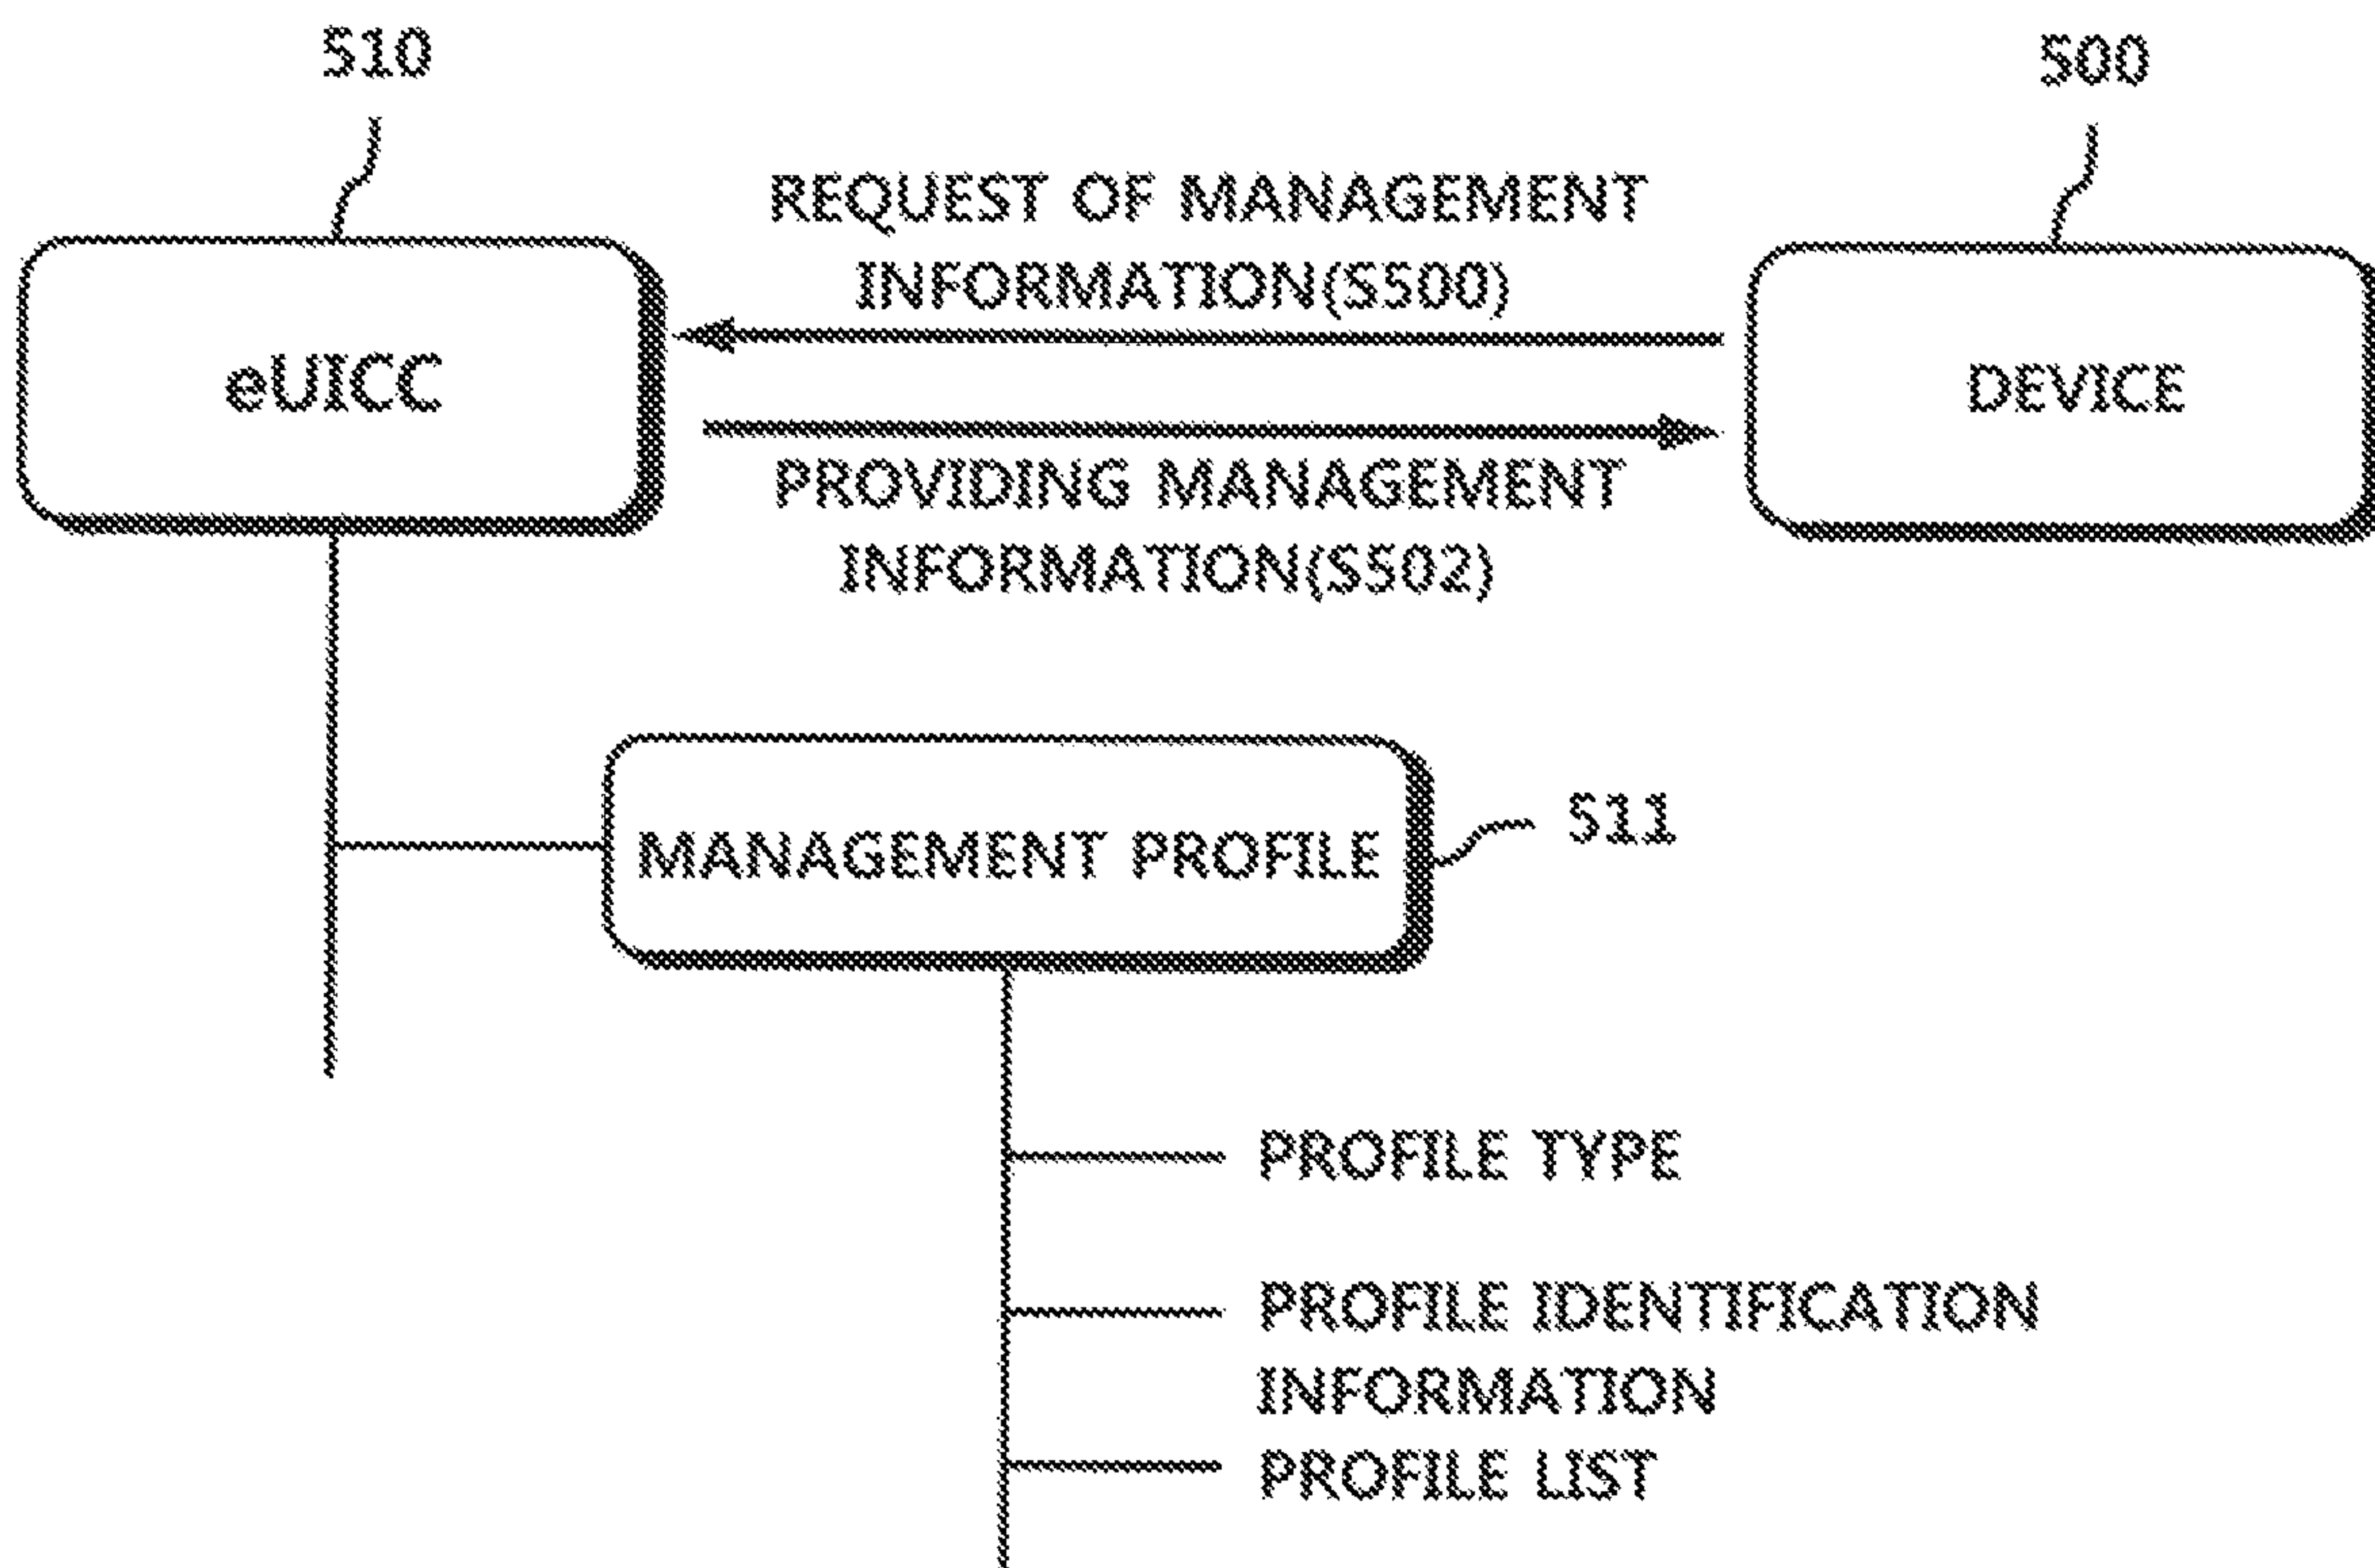 510
500
REQUEST OF MANAGEMENT
INFORMATION(S500)
eUICC
DEVICE
PROVIDING MANAGEMENT
INFORMATION(S502)
MANAGEMENT PROFILE
511
PROFILE TYPE
PROFILE IDENTIFICATION
INFORMATION
PROFILE LIST